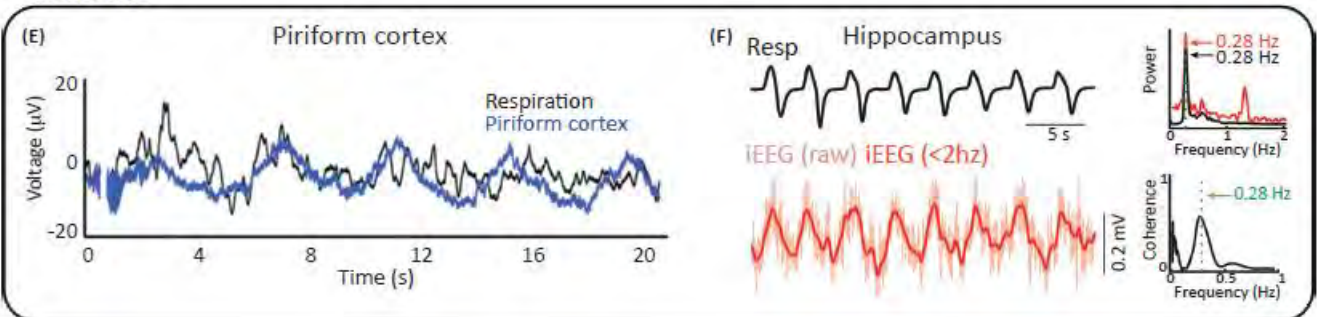 (E)
Piriform cortex
20
0
-20
Voltage (μV)
Respiration
Piriform cortex
0
4
8
12
16
20
Time (s)
(F)
Hippocampus
Resp
5 s
iEEG (raw) iEEG (<2hz)
0.2 mV
Power
0.28 Hz
0.28 Hz
0
1
2
Frequency (Hz)
Coherence
1
0
0.28 Hz
0
0.5
1
Frequency (Hz)